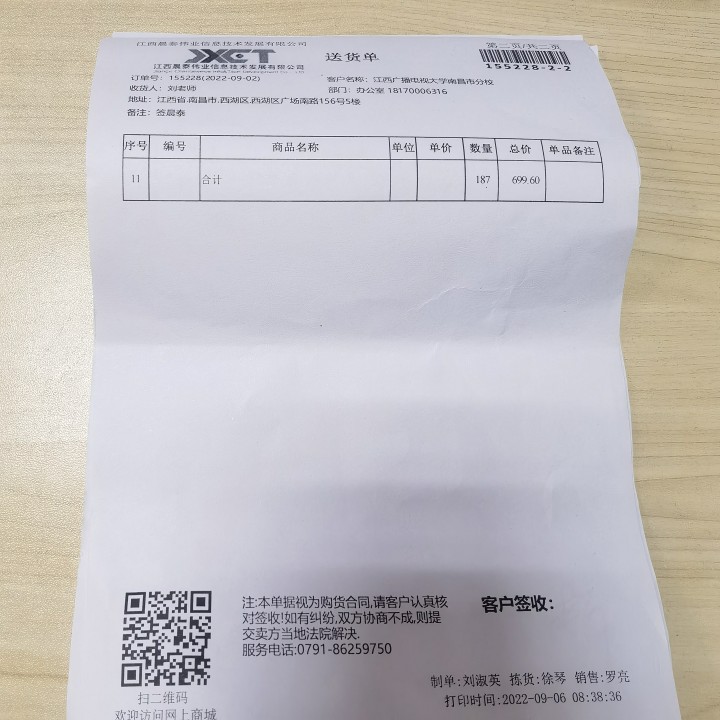 江西晨泰伟业信息技术发展有限公司
第二页/共二页
XCT 送货单
江西晨泰伟业信息技术发展有限公司
155228-2-2
订单号: 155228(2022-09-02) 客户名称: 江西广播电视大学南昌市分校
收货人: 刘老师 部门: 办公室 18170006316
地址: 江西省.南昌市.西湖区.西湖区广场南路156号5楼
备注: 签晨泰
序号 编号 商品名称 单位 单价 数量 总价 单品备注
11 合计 187 699.60
注:本单据视为购货合同,请客户认真核
对签收!如有纠纷,双方协商不成,则提
交卖方当地法院解决.
服务电话:0791-86259750
客户签收:
制单:刘淑英 拣货:徐琴 销售:罗亮
打印时间:2022-09-06 08:38:36
扫二维码
欢迎访问网上商城